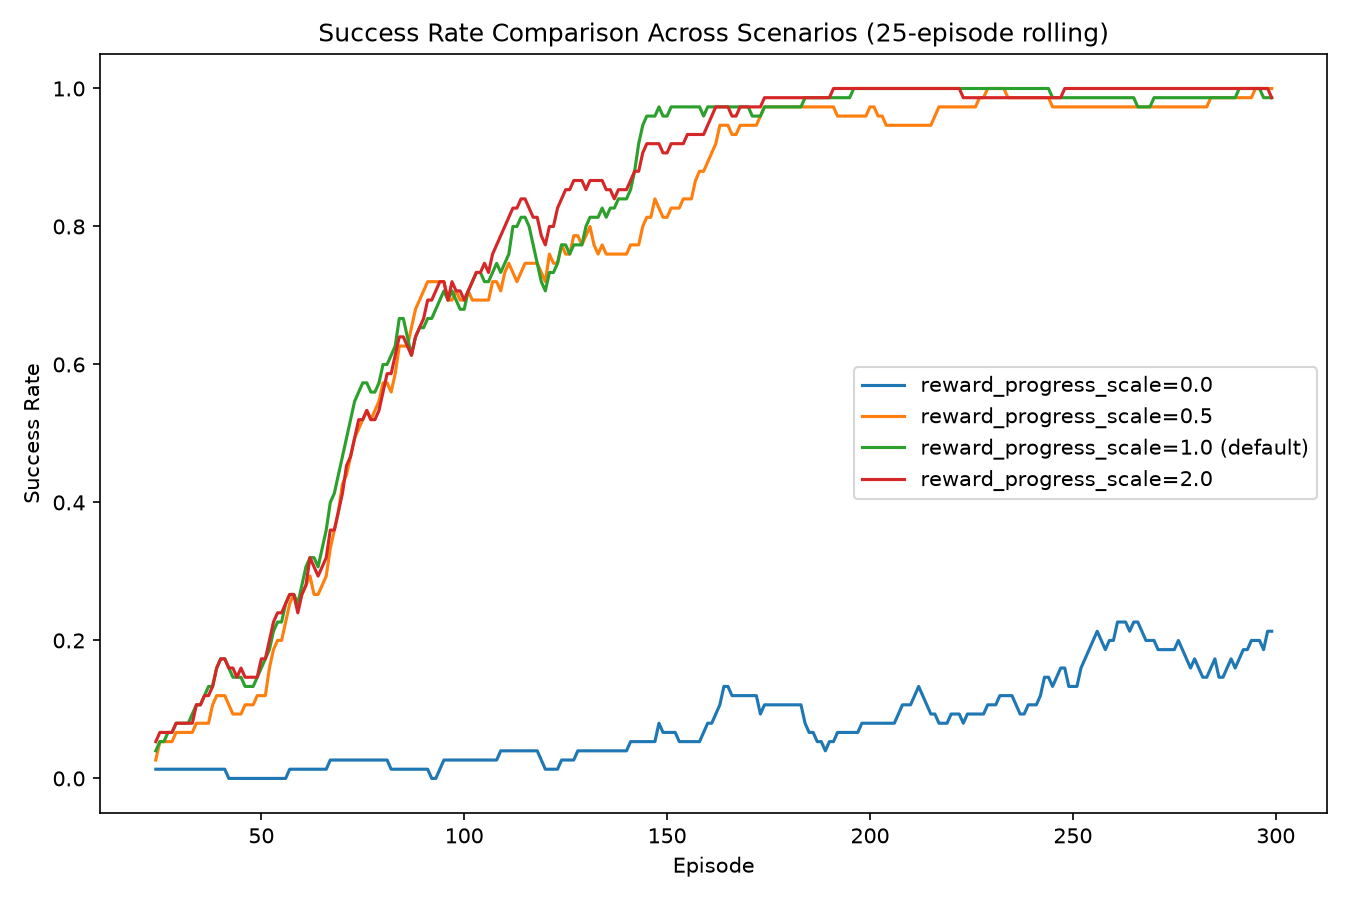 Success Rate Comparison Across Scenarios (25-episode rolling)
1.0
0.8
0.6
0.4
0.2
0.0
Success Rate
reward_progress_scale=0.0
reward_progress_scale=0.5
reward_progress_scale=1.0 (default)
reward_progress_scale=2.0
50 100 150 200 250 300
Episode